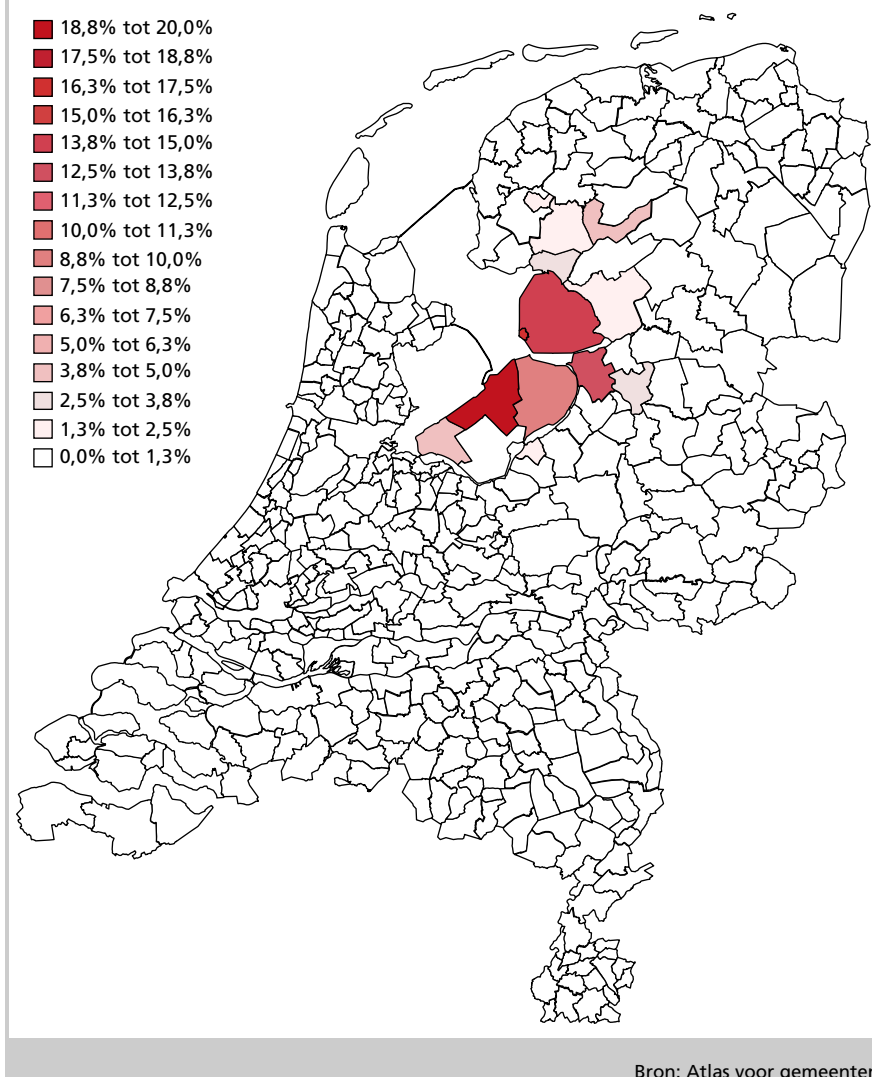 18,8% tot 20,0%
17,5% tot 18,8%
16,3% tot 17,5%
15,0% tot 16,3%
13,8% tot 15,0%
12,5% tot 13,8%
11,3% tot 12,5%
10,0% tot 11,3%
8,8% tot 10,0%
7,5% tot 8,8%
6,3% tot 7,5%
5,0% tot 6,3%
3,8% tot 5,0%
2,5% tot 3,8%
1,3% tot 2,5%
0,0% tot 1,3%
Bron: Atlas voor gemeenten